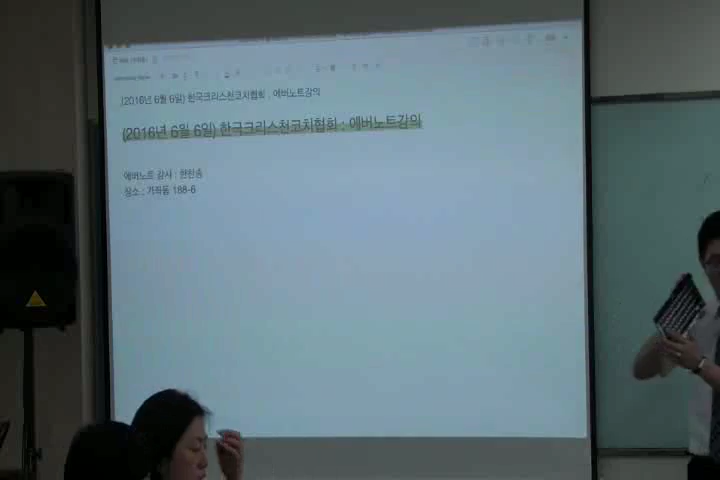 (2016년 6월 6일) 한국크리스천코치협회 : 에버노트강의
(2016년 6월 6일) 한국크리스천코치협회 : 에버노트강의
에버노트 강사 : 한찬송
장소 : 가좌동 188-6